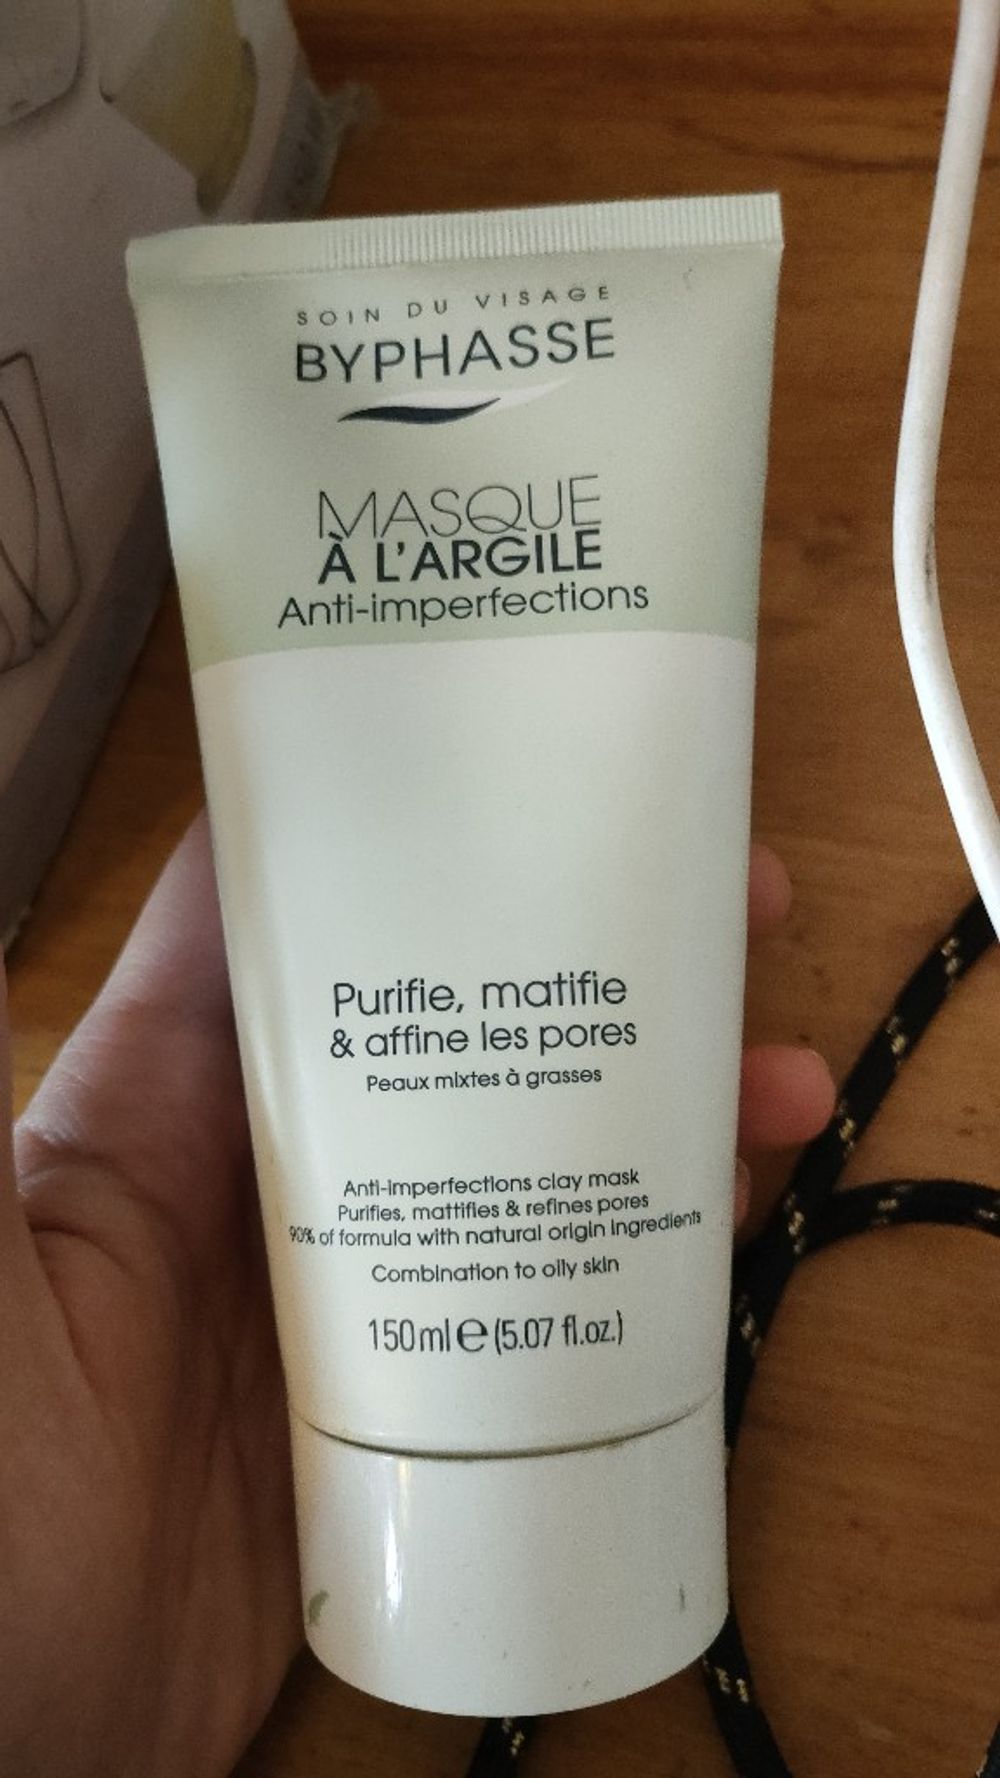 SOIN DU VISAGE
BYPHASSE
MASQUE
À L'ARGILE
Anti-imperfections
Purifie, matifie
& affine les pores
Peaux mixtes à grasses
Anti-imperfections clay mask
Purifies, mattifies & refines pores
90% of formula with natural origin ingredients
Combination to oily skin
150ml ℮ (5.07 fl.oz.)